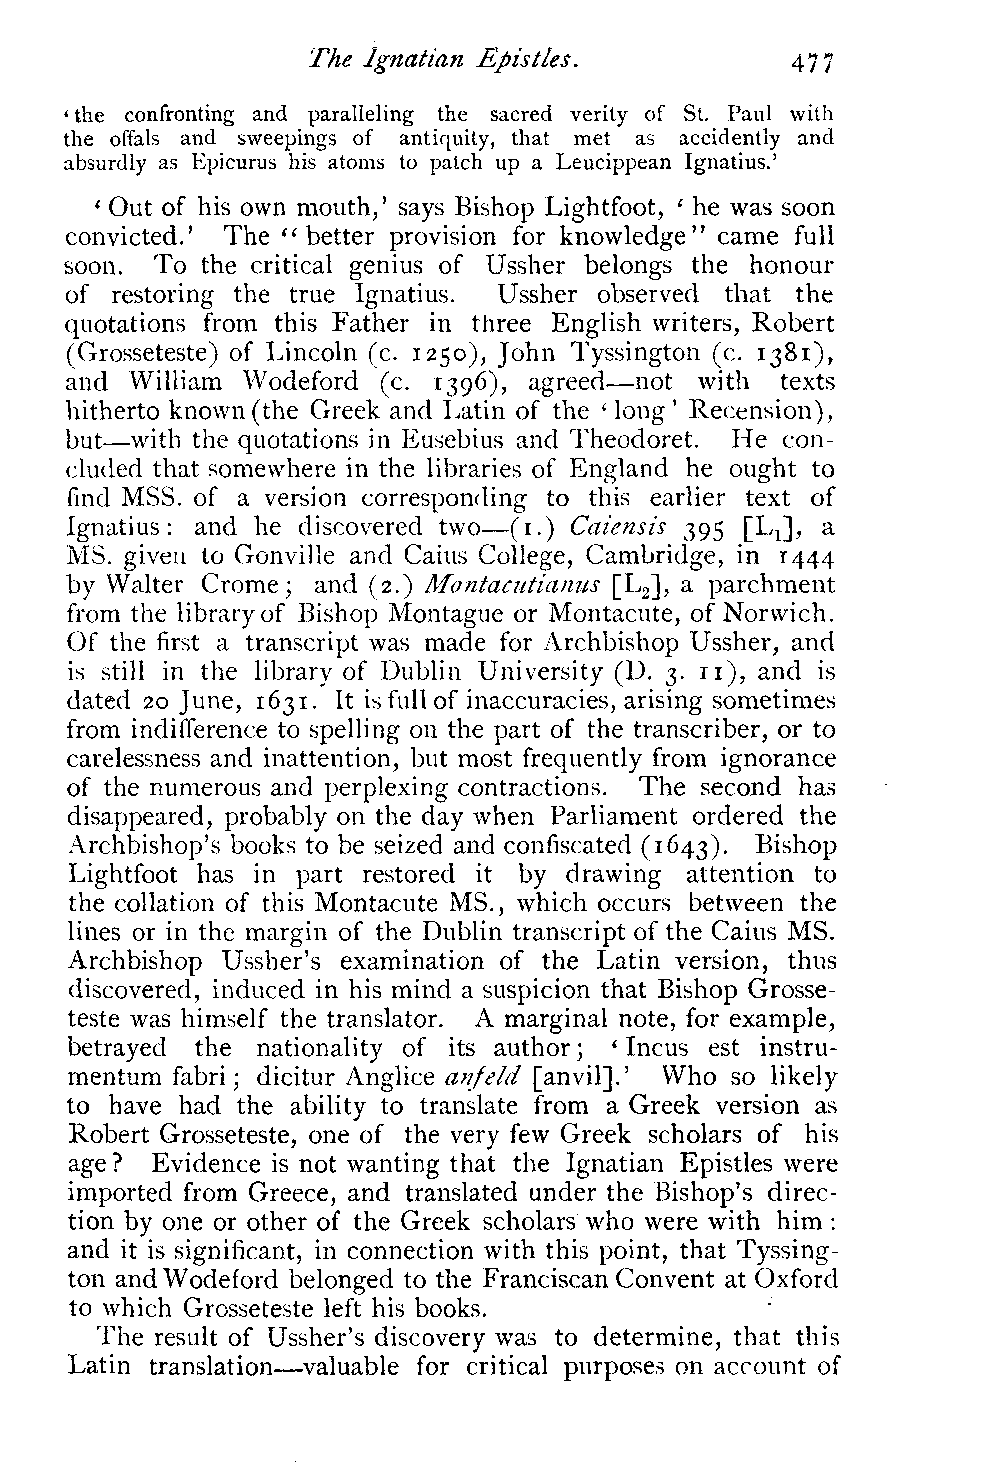 The Ignatian Epistles. 477
‘the confronting and paralleling the sacred verity of St. Paul with
the offals and sweepings of antiquity, that met as accidently and
absurdly as Epicurus his atoms to patch up a Leucippean Ignatius.’
‘Out of his own mouth,’ says Bishop Lightfoot, ‘he was soon
convicted.’ The “better provision for knowledge” came full
soon. To the critical genius of Ussher belongs the honour
of restoring the true Ignatius. Ussher observed that the
quotations from this Father in three English writers, Robert
(Grosseteste) of Lincoln (c. 1250), John Tyssington (c. 1381),
and William Wodeford (c. 1396), agreed—not with texts
hitherto known (the Greek and Latin of the ‘long’ Recension),
but—with the quotations in Eusebius and Theodoret. He con-
cluded that somewhere in the libraries of England he ought to
find MSS. of a version corresponding to this earlier text of
Ignatius: and he discovered two—(1.) Caiensis 395 [L₁], a
MS. given to Gonville and Caius College, Cambridge, in 1444
by Walter Crome; and (2.) Montacutianus [L₂], a parchment
from the library of Bishop Montague or Montacute, of Norwich.
Of the first a transcript was made for Archbishop Ussher, and
is still in the library of Dublin University (D. 3. 11), and is
dated 20 June, 1631. It is full of inaccuracies, arising sometimes
from indifference to spelling on the part of the transcriber, or to
carelessness and inattention, but most frequently from ignorance
of the numerous and perplexing contractions. The second has
disappeared, probably on the day when Parliament ordered the
Archbishop’s books to be seized and confiscated (1643). Bishop
Lightfoot has in part restored it by drawing attention to
the collation of this Montacute MS., which occurs between the
lines or in the margin of the Dublin transcript of the Caius MS.
Archbishop Ussher’s examination of the Latin version, thus
discovered, induced in his mind a suspicion that Bishop Grosse-
teste was himself the translator. A marginal note, for example,
betrayed the nationality of its author; ‘Incus est instru-
mentum fabri; dicitur Anglice anfeld [anvil].’ Who so likely
to have had the ability to translate from a Greek version as
Robert Grosseteste, one of the very few Greek scholars of his
age? Evidence is not wanting that the Ignatian Epistles were
imported from Greece, and translated under the Bishop’s direc-
tion by one or other of the Greek scholars who were with him:
and it is significant, in connection with this point, that Tyssing-
ton and Wodeford belonged to the Franciscan Convent at Oxford
to which Grosseteste left his books.
The result of Ussher’s discovery was to determine, that this
Latin translation—valuable for critical purposes on account of